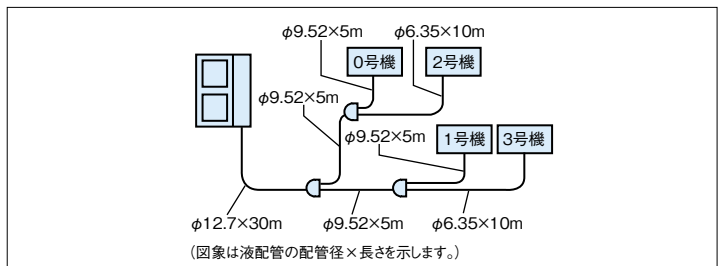 φ9.52×5m
φ6.35×10m
0号機
2号機
φ9.52×5m
φ9.52×5m
1号機
3号機
φ12.7×30m
φ9.52×5m
φ6.35×10m
(図象は液配管の配管径×長さを示します。)